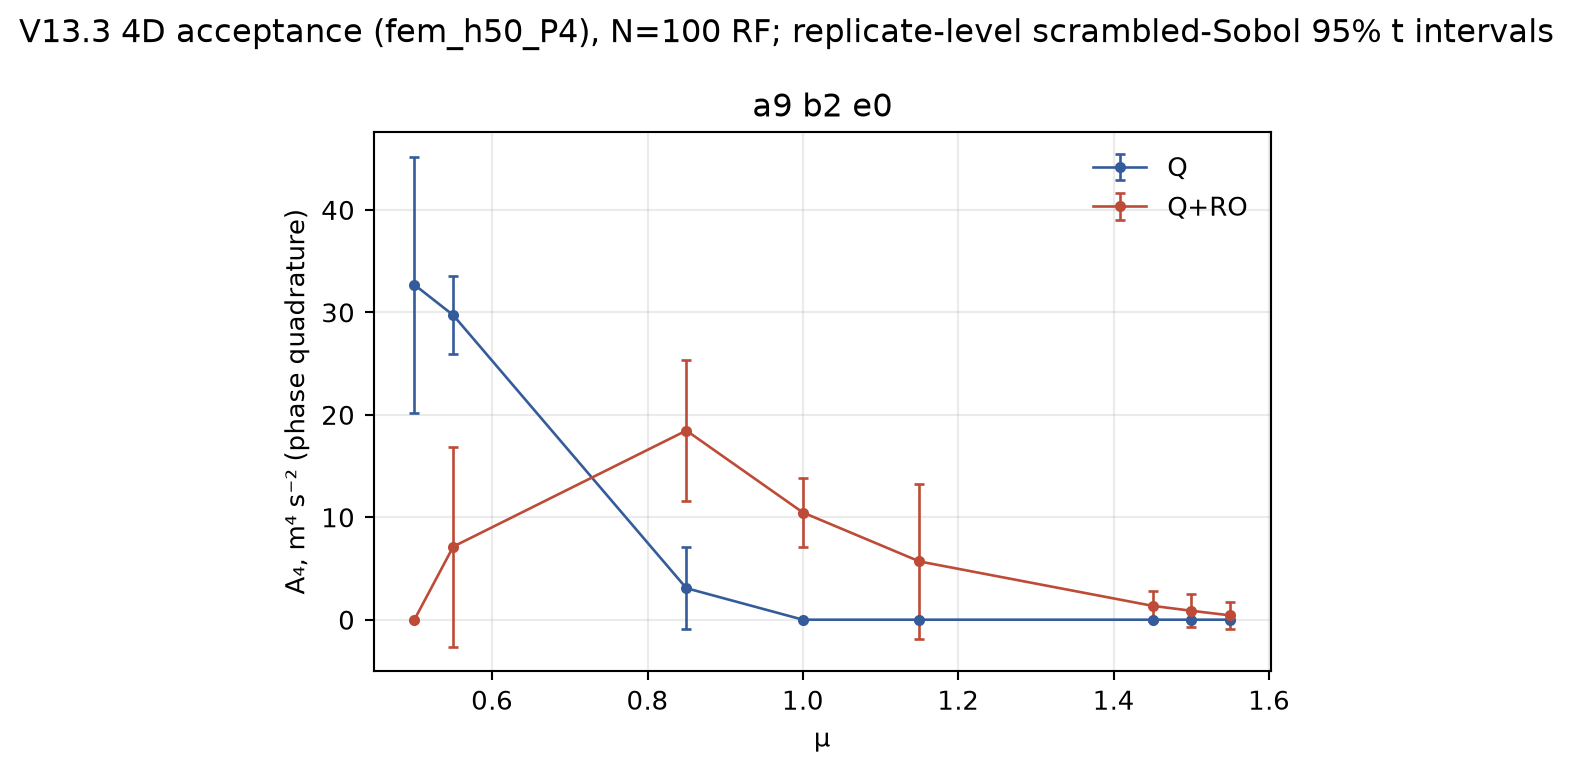 V13.3 4D acceptance (fem_h50_P4), N=100 RF; replicate-level scrambled-Sobol 95% t intervals
a9 b2 e0
Q
Q+RO
A₄, m⁴ s⁻² (phase quadrature)
40
30
20
10
0
0.6 0.8 1.0 1.2 1.4 1.6
μ